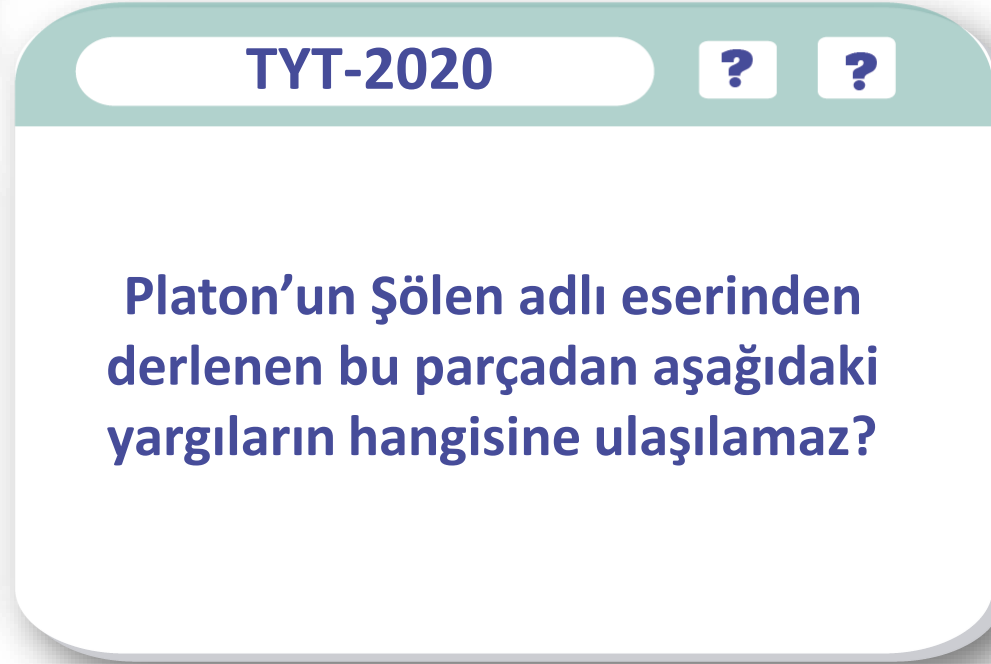 TYT-2020
? ?
Platon’un Şölen adlı eserinden
derlenen bu parçadan aşağıdaki
yargıların hangisine ulaşılamaz?